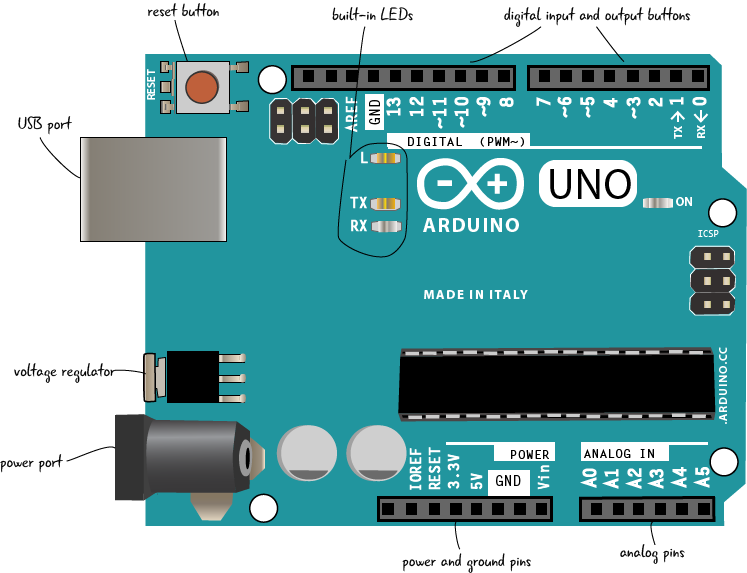 reset button
built-in LEDs
digital input and output buttons
RESET
AREF
GND
13
12
~11
~10
~9
8
7
~6
~5
4
~3
2
TX→1
RX←0
USB port
DIGITAL (PWM~)
L
TX
RX
UNO
ARDUINO
ON
ICSP
MADE IN ITALY
voltage regulator
.ARDUINO.CC
power port
POWER
ANALOG IN
IOREF
RESET
3.3V
5V
GND
Vin
A0
A1
A2
A3
A4
A5
power and ground pins
analog pins